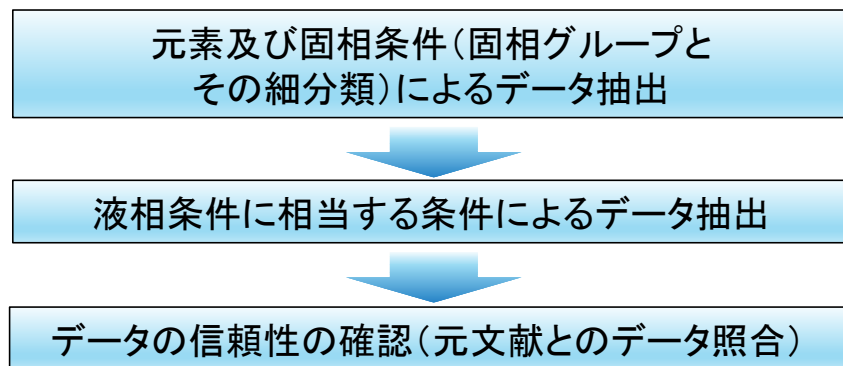 元素及び固相条件（固相グループと
その細分類）によるデータ抽出
液相条件に相当する条件によるデータ抽出
データの信頼性の確認（元文献とのデータ照合）